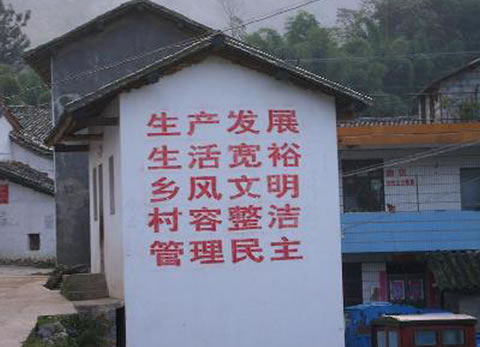 生产发展
生活宽裕
乡风文明
村容整洁
管理民主